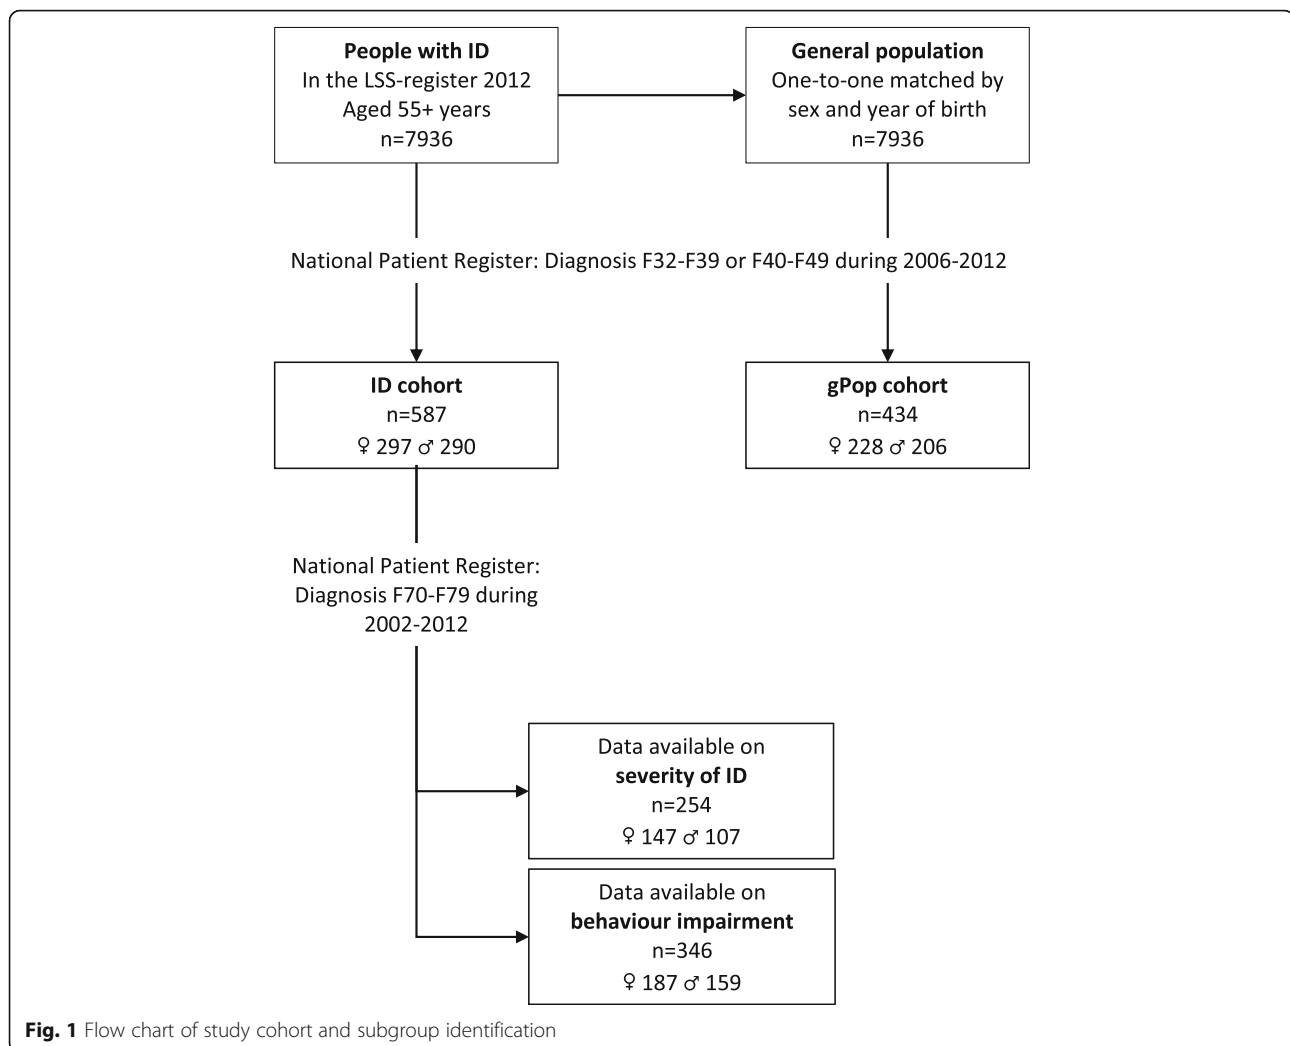 People with ID
In the LSS-register 2012
Aged 55+ years
n=7936
General population
One-to-one matched by
sex and year of birth
n=7936
National Patient Register: Diagnosis F32-F39 or F40-F49 during 2006-2012
ID cohort
n=587
♀ 297 ♂ 290
gPop cohort
n=434
♀ 228 ♂ 206
National Patient Register:
Diagnosis F70-F79 during
2002-2012
Data available on
severity of ID
n=254
♀ 147 ♂ 107
Data available on
behaviour impairment
n=346
♀ 187 ♂ 159
Fig. 1 Flow chart of study cohort and subgroup identification